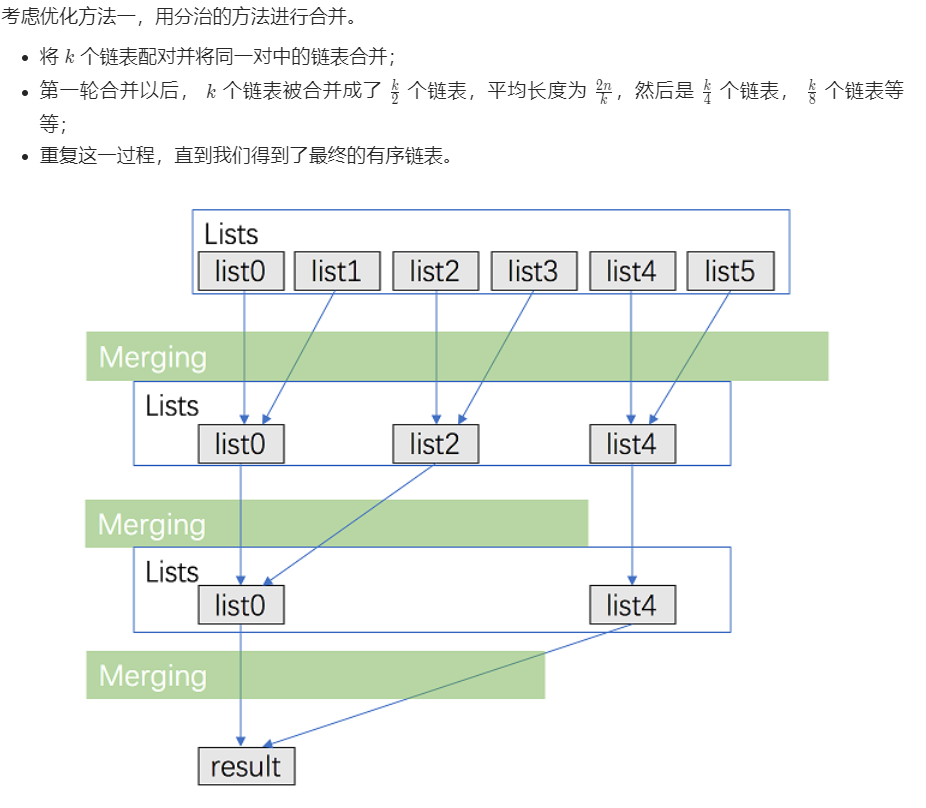 考虑优化方法一，用分治的方法进行合并。
• 将 k 个链表配对并将同一对中的链表合并；
• 第一轮合并以后， k 个链表被合并成了 k/2 个链表，平均长度为 2n/k，然后是 k/4 个链表， k/8 个链表等
等；
• 重复这一过程，直到我们得到了最终的有序链表。
Lists
list0 list1 list2 list3 list4 list5
Merging
Lists
list0 list2 list4
Merging
Lists
list0 list4
Merging
result